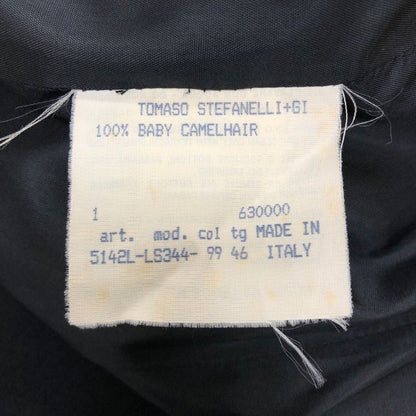 TOMASO STEFANELLI+GI
100% BABY CAMELHAIR
1 630000
art. mod. col tg MADE IN
5142L-LS344- 99 46 ITALY